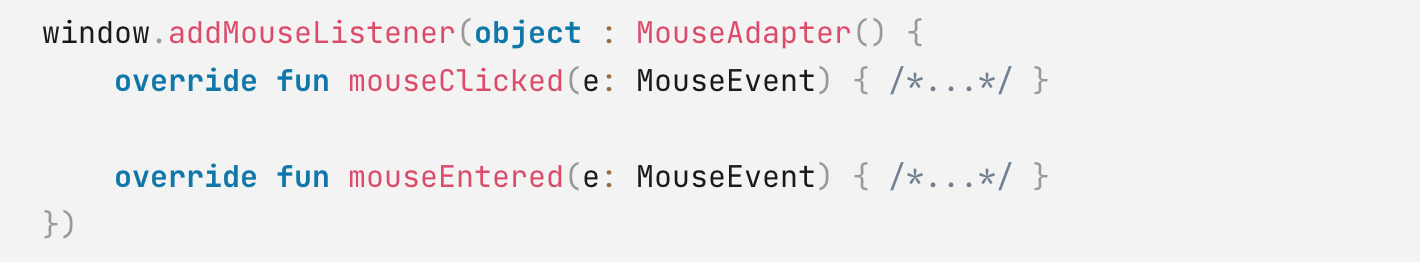 window.addMouseListener(object : MouseAdapter() {
    override fun mouseClicked(e: MouseEvent) { /*...*/ }

    override fun mouseEntered(e: MouseEvent) { /*...*/ }
})